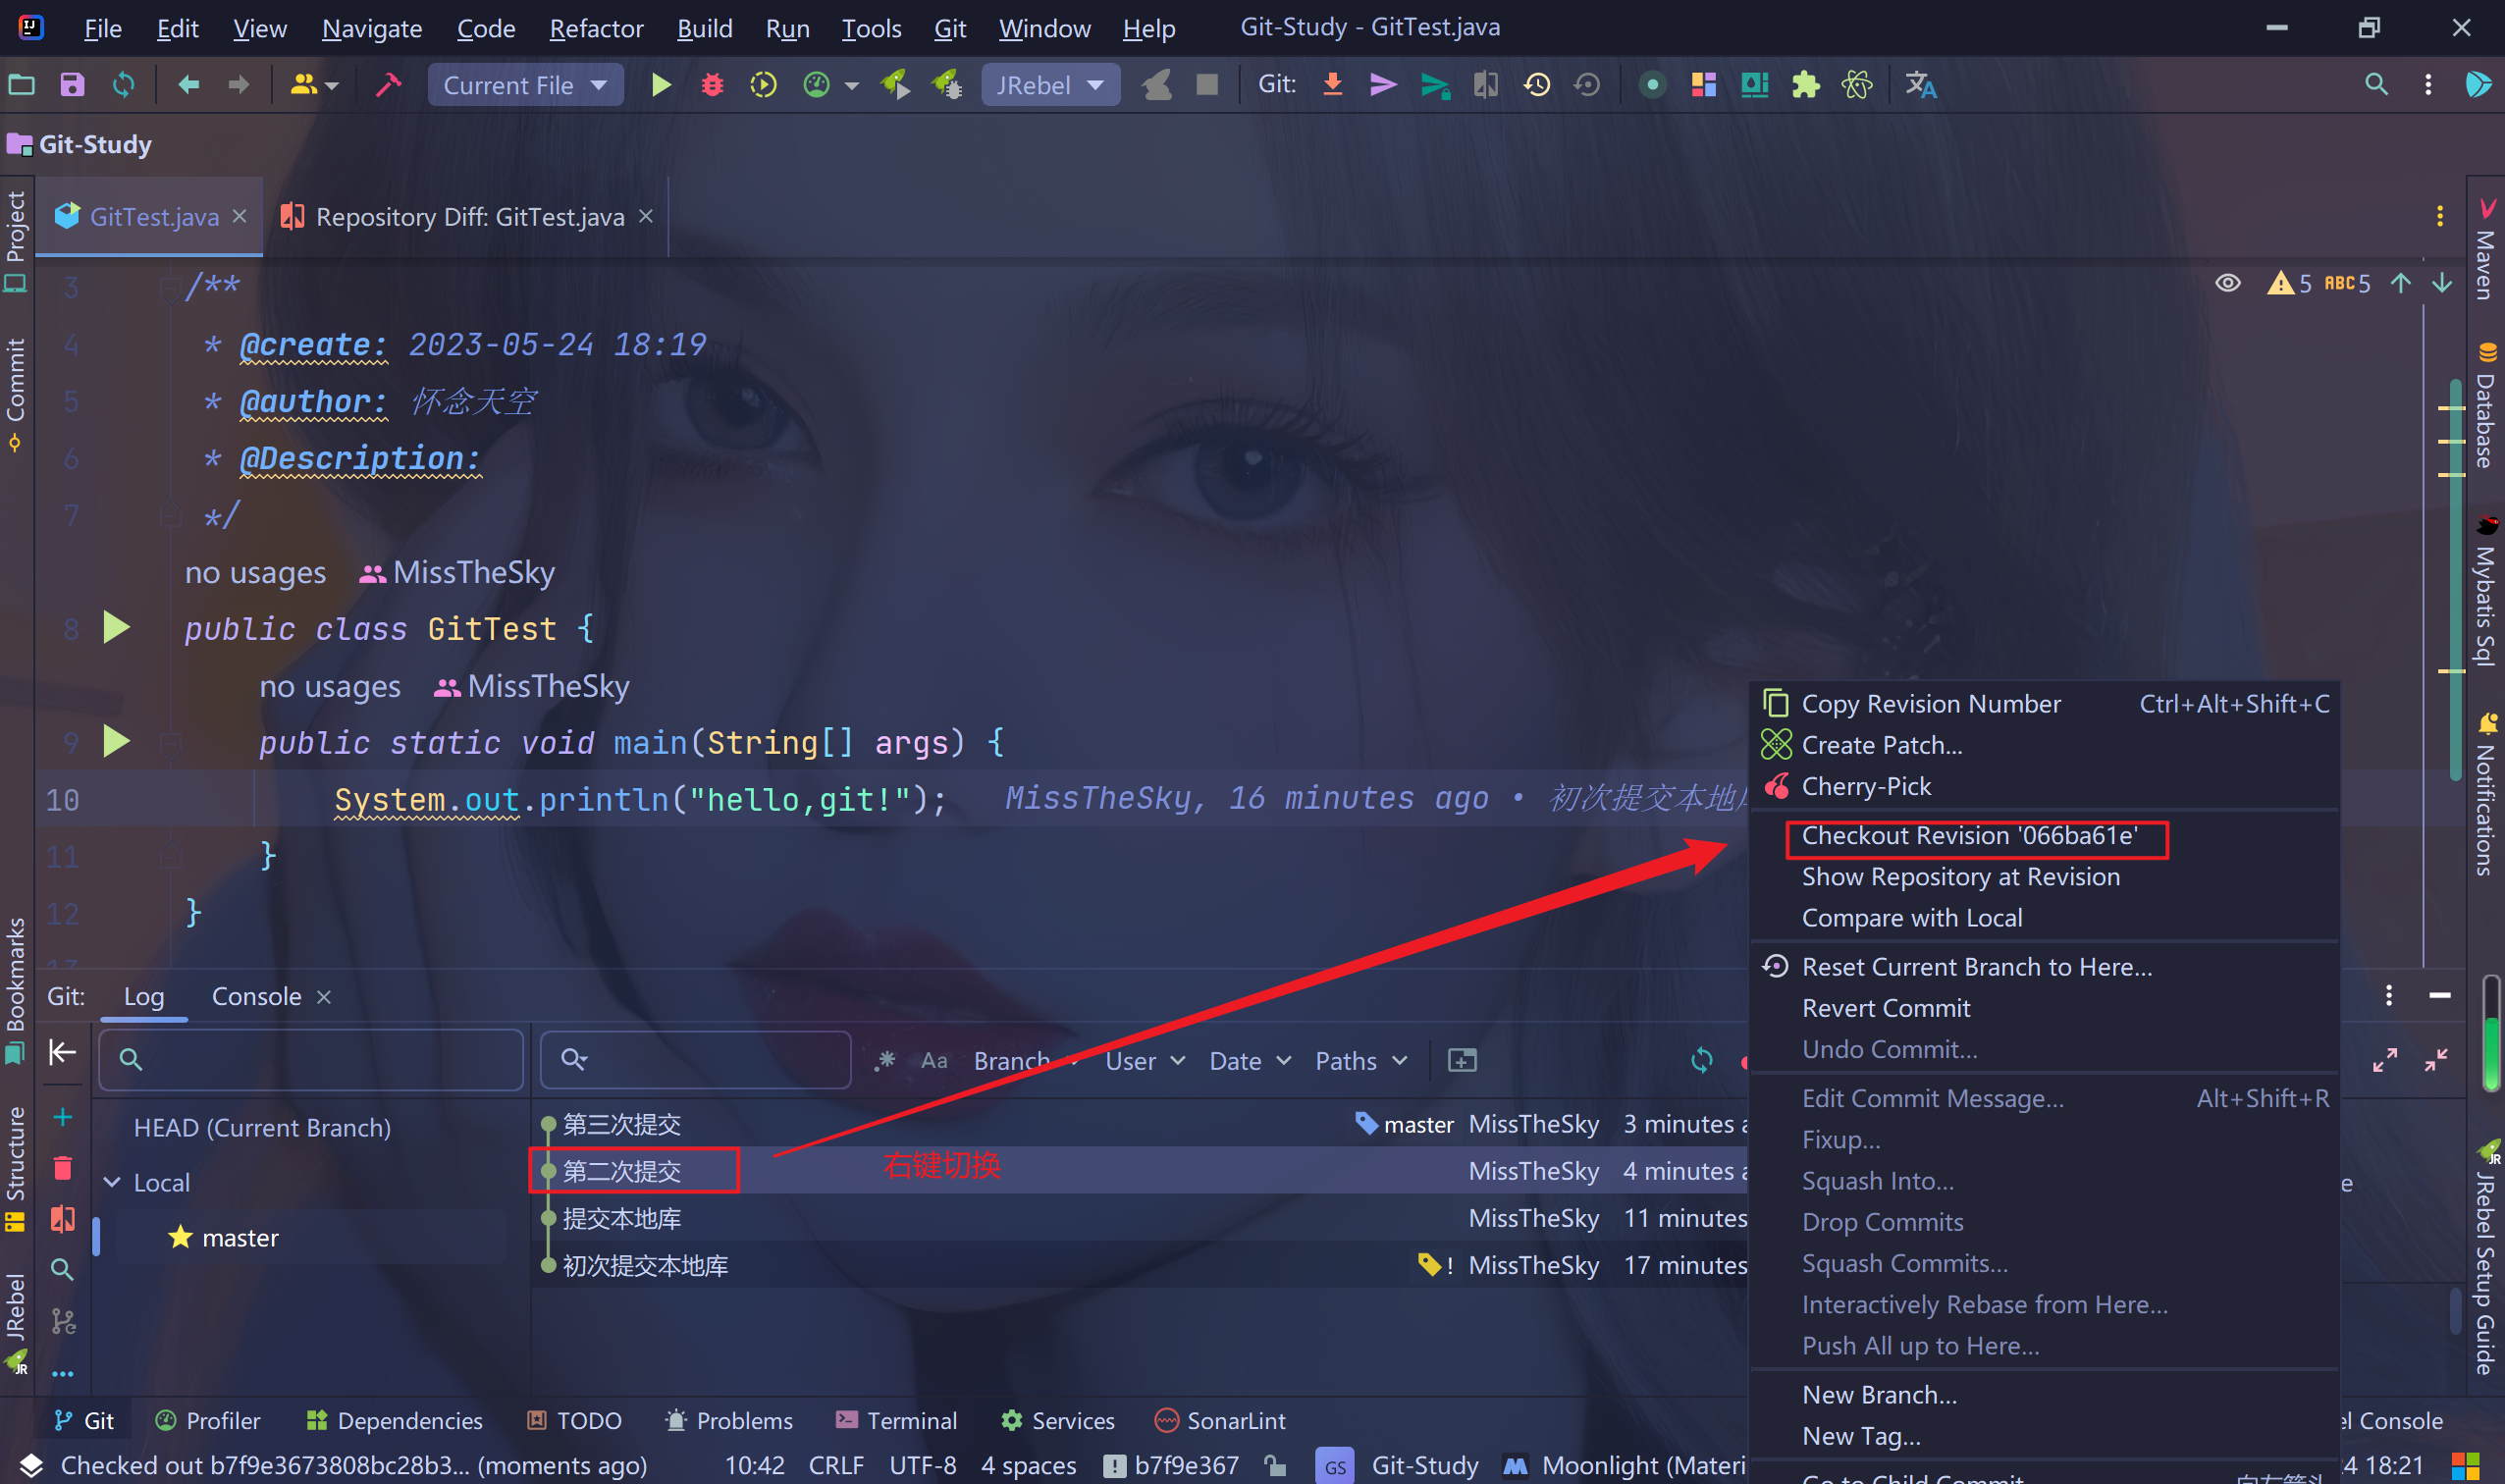 File Edit View Navigate Code Refactor Build Run Tools Git Window Help Git-Study - GitTest.java
Current File JRebel Git:
Git-Study
GitTest.java Repository Diff: GitTest.java
Project
Commit
Bookmarks
Structure
JRebel
3 /**
5 ABC 5
4 * @create: 2023-05-24 18:19
5 * @author: 怀念天空
6 * @Description:
7 */
no usages MissTheSky
8 public class GitTest {
no usages MissTheSky
9 public static void main(String[] args) {
10 System.out.println("hello,git!"); MissTheSky, 16 minutes ago • 初次提交本地
11 }
12 }
Maven
Database
Mybatis Sql
Notifications
JRebel Setup Guide
Copy Revision Number Ctrl+Alt+Shift+C
Create Patch...
Cherry-Pick
Checkout Revision '066ba61e'
Show Repository at Revision
Compare with Local
Reset Current Branch to Here...
Revert Commit
Undo Commit...
Edit Commit Message... Alt+Shift+R
Fixup...
Squash Into...
Drop Commits
Squash Commits...
Interactively Rebase from Here...
Push All up to Here...
New Branch...
New Tag...
Go to Child Commit 向右箭头
Git: Log Console
.* Aa Branch User Date Paths
HEAD (Current Branch)
Local
master
第三次提交 master MissTheSky 3 minutes a
第二次提交 右键切换 MissTheSky 4 minutes a
提交本地库 MissTheSky 11 minutes
初次提交本地库 ! MissTheSky 17 minutes
Git Profiler Dependencies TODO Problems Terminal Services SonarLint el Console
Checked out b7f9e3673808bc28b3... (moments ago) 10:42 CRLF UTF-8 4 spaces b7f9e367 GS Git-Study Moonlight (Materi 4 18:21